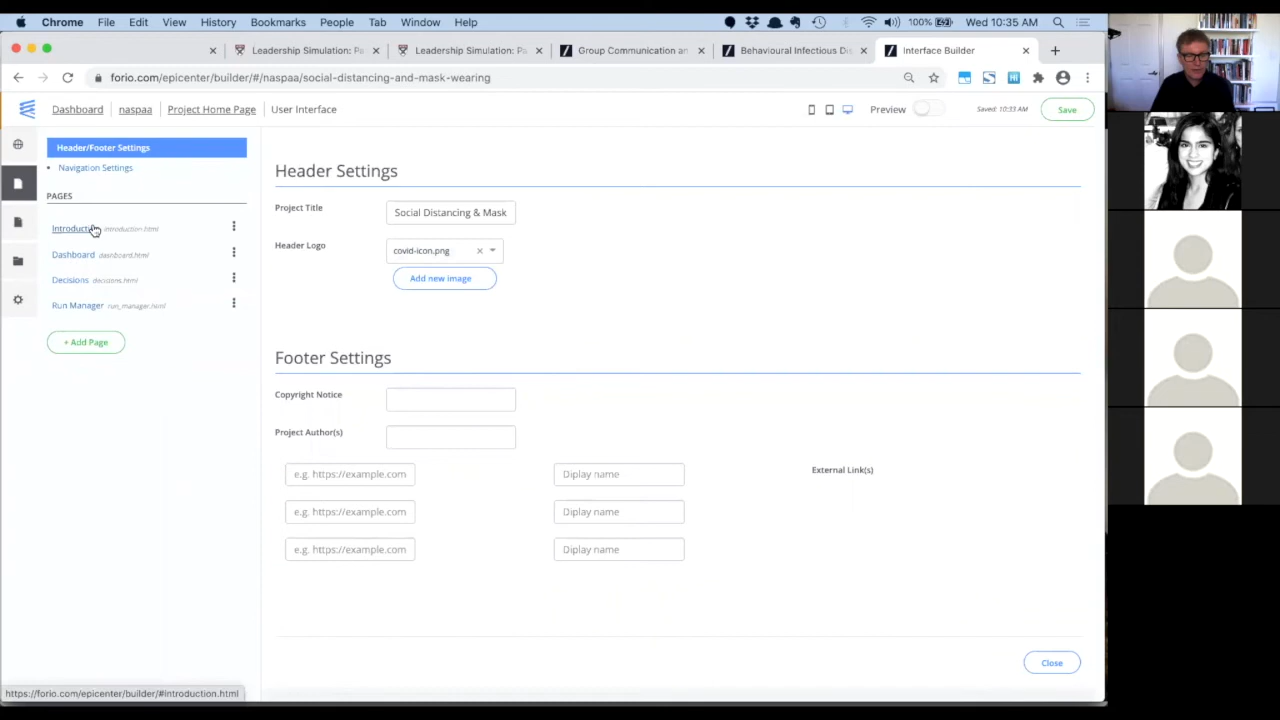 Chrome File Edit View History Bookmarks People Tab Window Help 100% Wed 10:35 AM
Leadership Simulation: Pa Leadership Simulation: Pa Group Communication an Behavioural Infectious Dis Interface Builder
forio.com/epicenter/builder/#/naspaa/social-distancing-and-mask-wearing
Dashboard naspaa Project Home Page User Interface Preview Saved: 10:33 AM Save
Header/Footer Settings
Navigation Settings
PAGES
Introduction introduction.html
Dashboard dashboard.html
Decisions decisions.html
Run Manager run_manager.html
+ Add Page
Header Settings
Project Title Social Distancing & Mask
Header Logo covid-icon.png
Add new image
Footer Settings
Copyright Notice
Project Author(s)
e.g. https://example.com Diplay name External Link(s)
e.g. https://example.com Diplay name
e.g. https://example.com Diplay name
Close
https://forio.com/epicenter/builder/#introduction.html